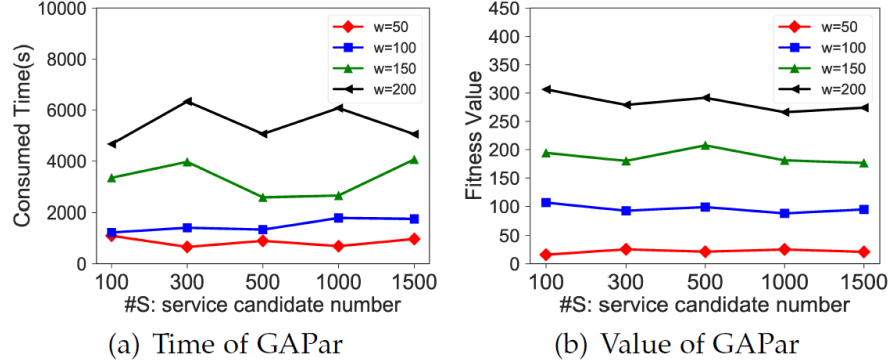 10000
8000
6000
4000
2000
0
Consumed Time(s)
w=50
w=100
w=150
w=200
100 300 500 1000 1500
#S: service candidate number
(a) Time of GAPar
450
400
350
300
250
200
150
100
50
0
Fitness Value
w=50
w=100
w=150
w=200
100 300 500 1000 1500
#S: service candidate number
(b) Value of GAPar